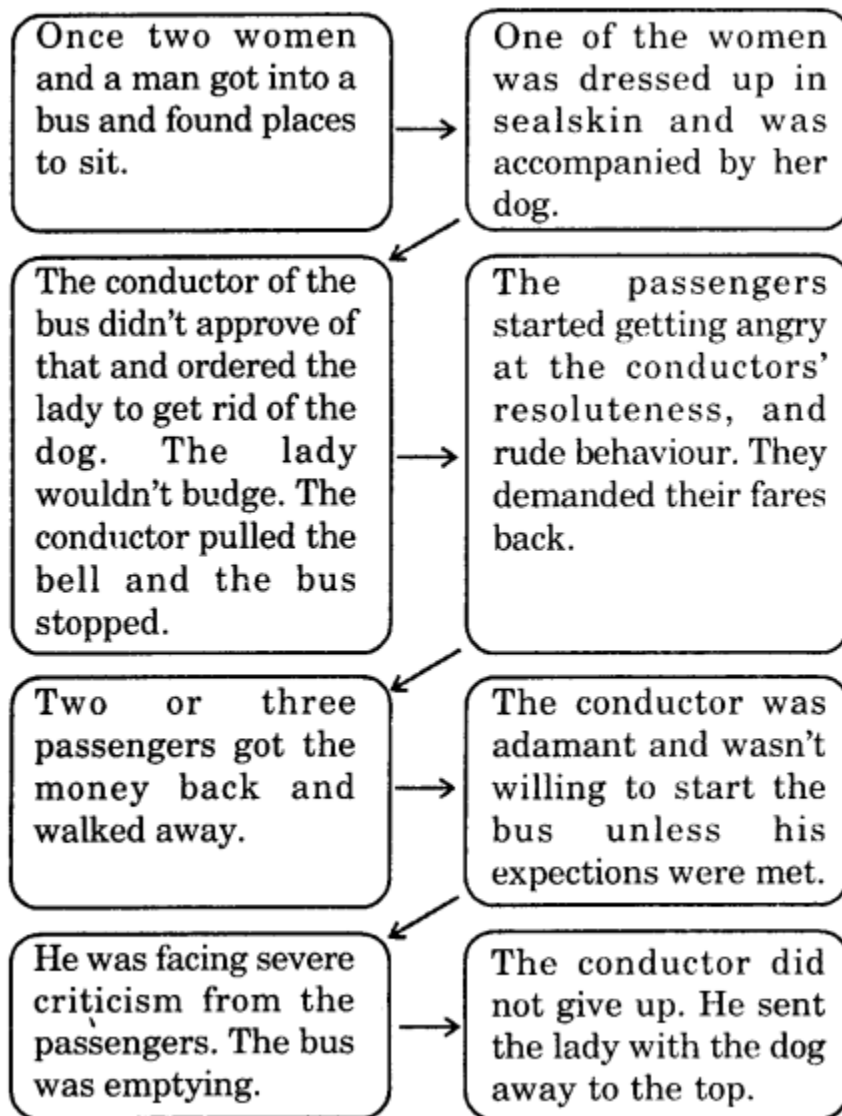 Once two women
and a man got into a
bus and found places
to sit.
One of the women
was dressed up in
sealskin and was
accompanied by her
dog.
The conductor of the
bus didn't approve of
that and ordered the
lady to get rid of the
dog. The lady
wouldn't budge. The
conductor pulled the
bell and the bus
stopped.
The passengers
started getting angry
at the conductors'
resoluteness, and
rude behaviour. They
demanded their fares
back.
Two or three
passengers got the
money back and
walked away.
The conductor was
adamant and wasn't
willing to start the
bus unless his
expections were met.
He was facing severe
criticism from the
passengers. The bus
was emptying.
The conductor did
not give up. He sent
the lady with the dog
away to the top.